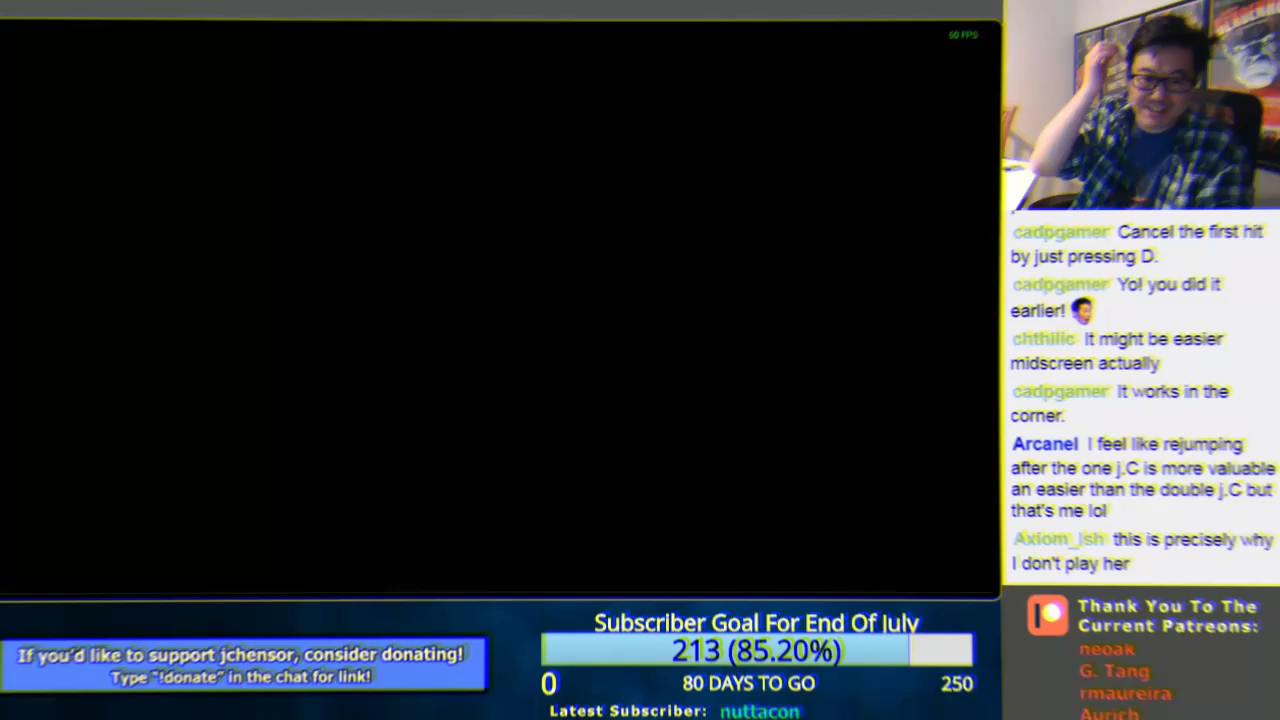 60 FPS
cadpgamer Cancel the first hit
by just pressing D.
cadpgamer Yo! you did it
earlier!
chthilic It might be easier
midscreen actually
cadpgamer It works in the
corner.
Arcanel I feel like rejumping
after the one j.C is more valuable
an easier than the double j.C but
that's me lol
Axiom_ish this is precisely why
I don't play her
Subscriber Goal For End Of July
213 (85.20%)
0
80 DAYS TO GO
250
Latest Subscriber: nuttacon
If you'd like to support jchensor, consider donating!
Type "!donate" in the chat for link!
Thank You To The
Current Patreons:
neoak
G. Tang
rmaureira
Aurich